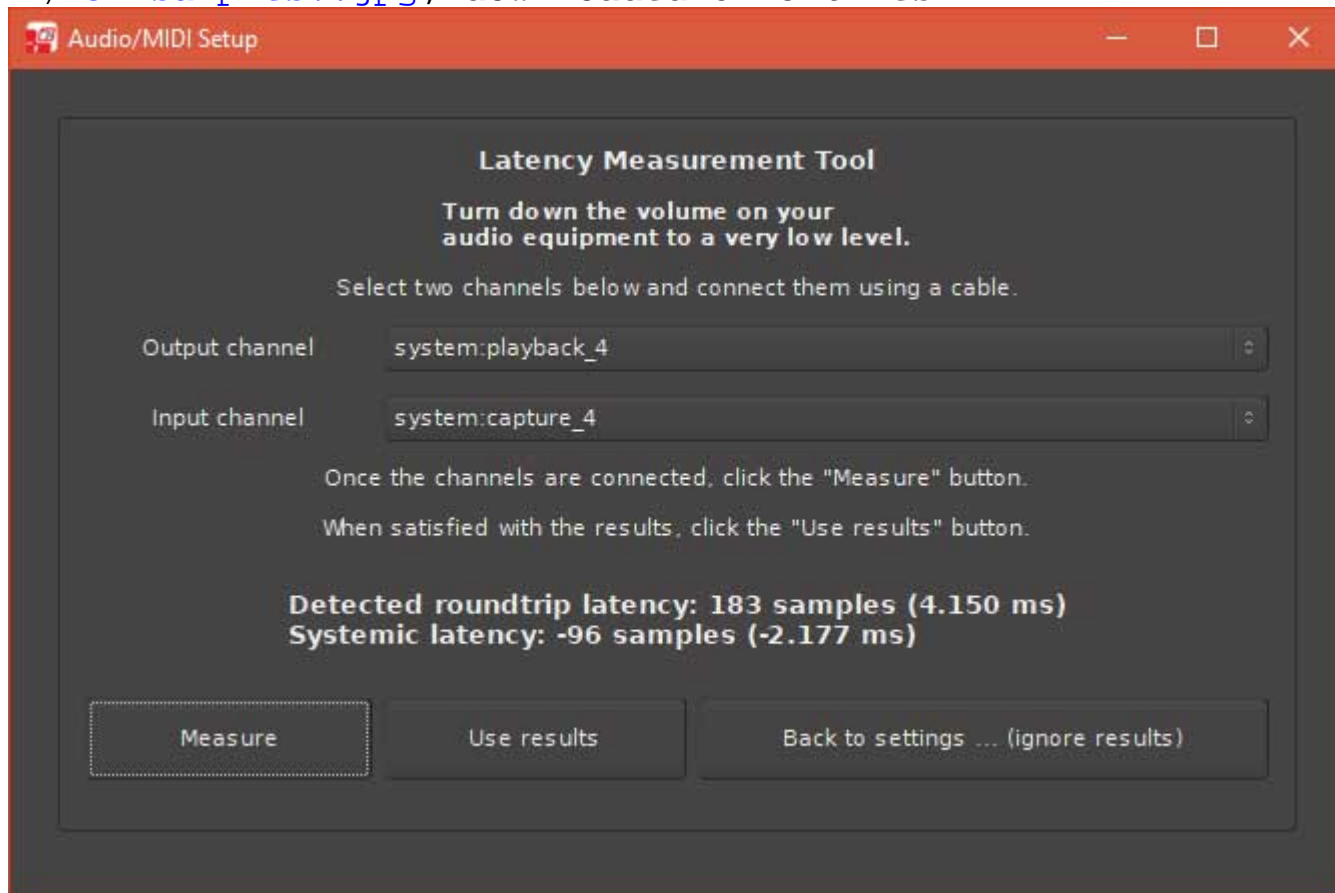 Audio/MIDI Setup
Latency Measurement Tool
Turn down the volume on your
audio equipment to a very low level.
Select two channels below and connect them using a cable.
Output channel system:playback_4
Input channel system:capture_4
Once the channels are connected, click the "Measure" button.
When satisfied with the results, click the "Use results" button.
Detected roundtrip latency: 183 samples (4.150 ms)
Systemic latency: -96 samples (-2.177 ms)
Measure Use results Back to settings ... (ignore results)